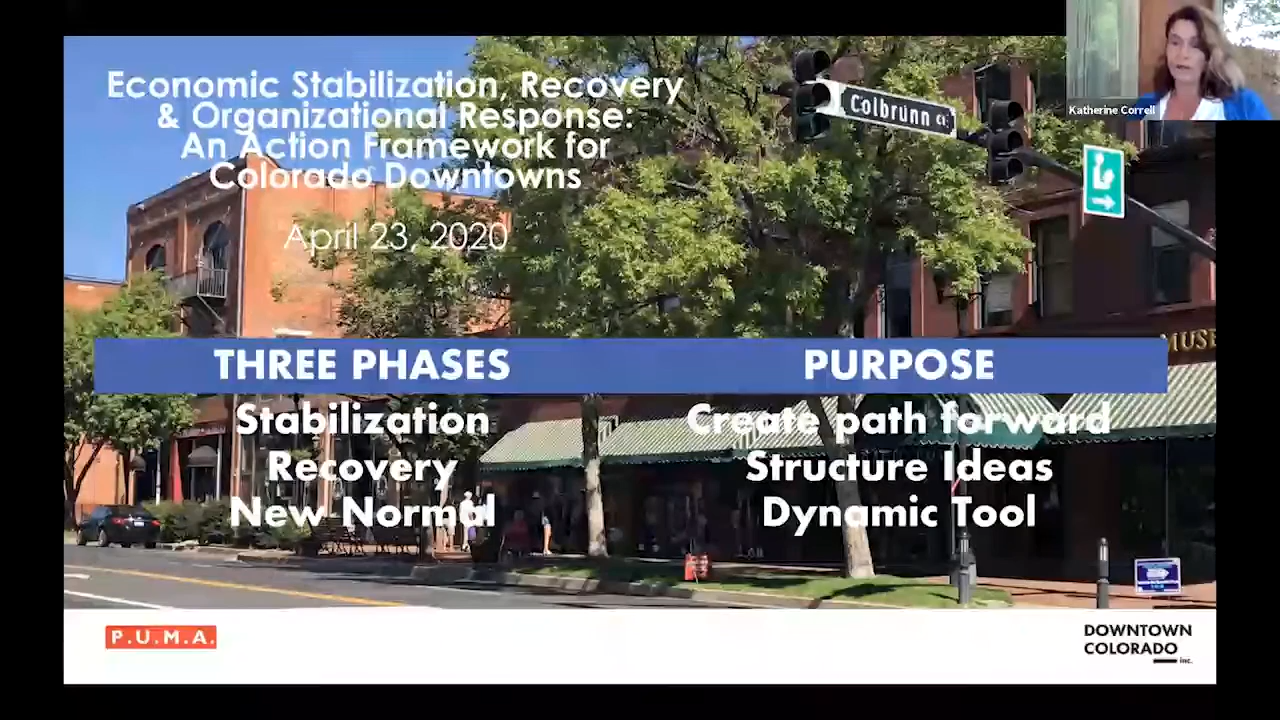 Economic Stabilization, Recovery
& Organizational Response:
An Action Framework for
Colorado Downtowns
April 23, 2020
Colbrunn Ct
Katherine Correll
MUSE
THREE PHASES
PURPOSE
Stabilization
Create path forward
Recovery
Structure Ideas
New Normal
Dynamic Tool
P.U.M.A.
DOWNTOWN
COLORADO
inc.